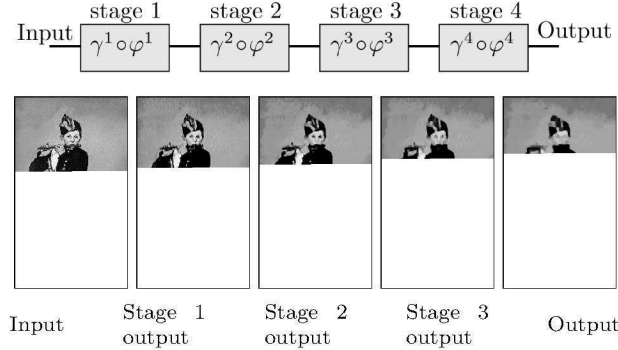 stage 1 stage 2 stage 3 stage 4
Input γ¹∘φ¹ γ²∘φ² γ³∘φ³ γ⁴∘φ⁴ Output
Input Stage 1 output Stage 2 output Stage 3 output Output